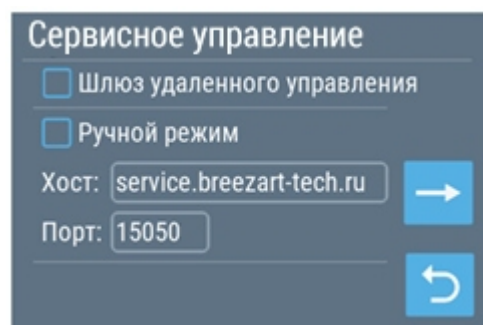 Сервисное управление
Шлюз удаленного управления
Ручной режим
Хост: service.breezart-tech.ru
Порт: 15050